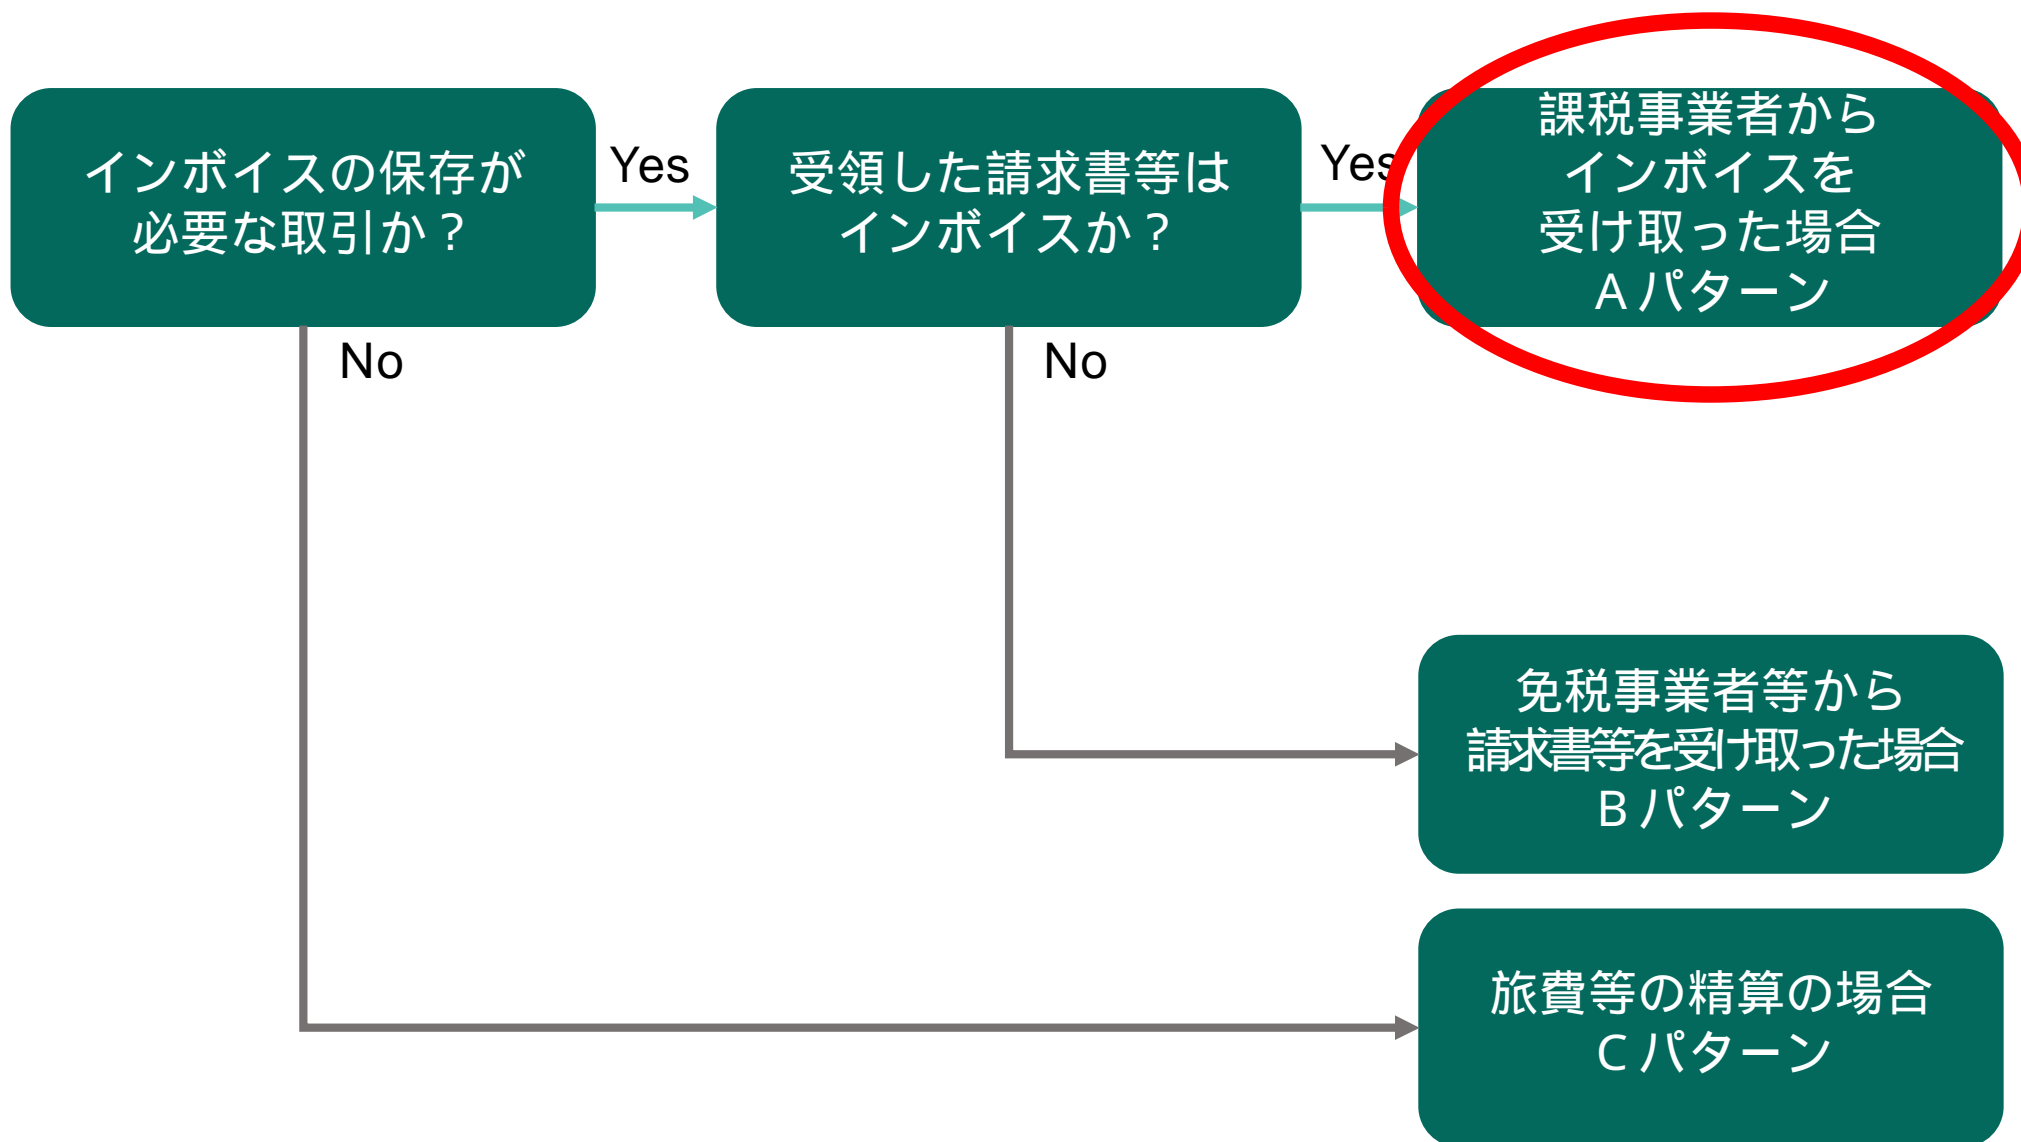 インボイスの保存が
必要な取引か？
Yes
受領した請求書等は
インボイスか？
Yes
課税事業者から
インボイスを
受け取った場合
Aパターン
No
No
免税事業者等から
請求書等を受け取った場合
Bパターン
旅費等の精算の場合
Cパターン